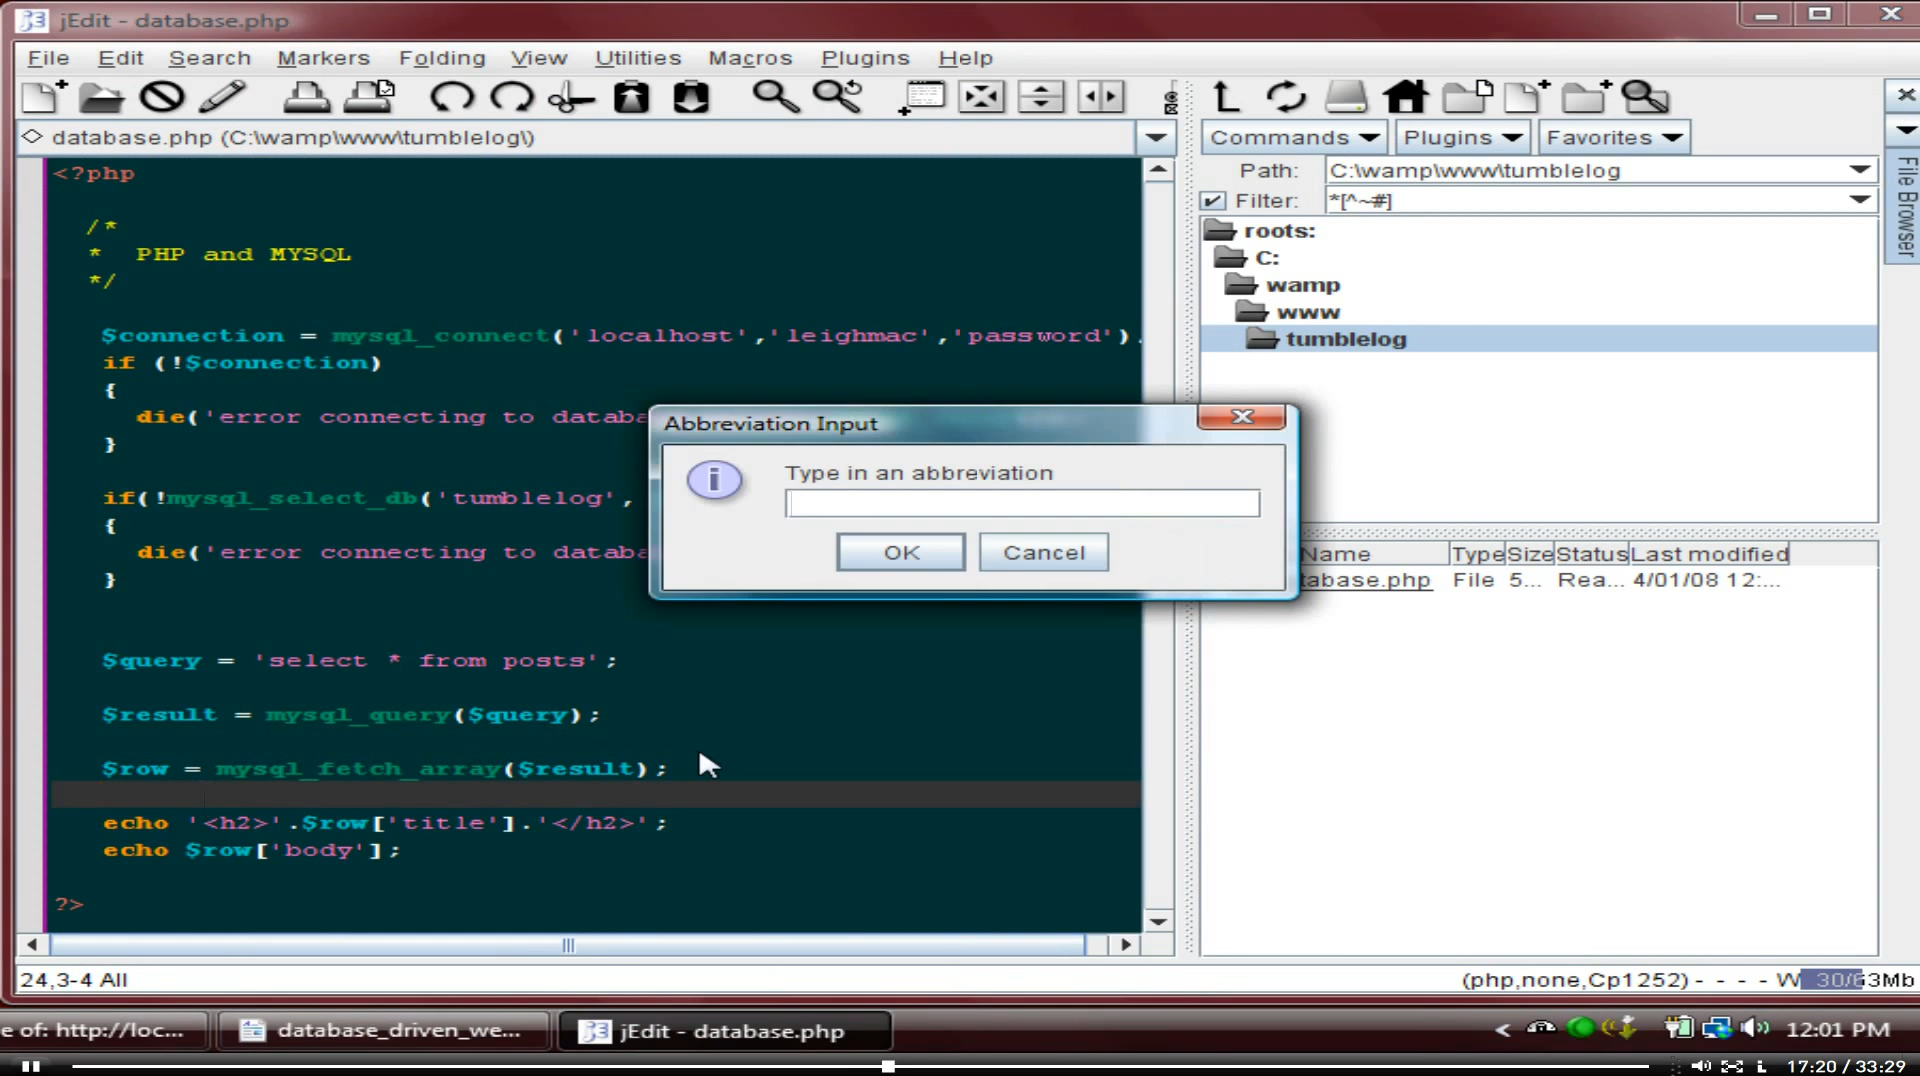 jEdit - database.php
File Edit Search Markers Folding View Utilities Macros Plugins Help
database.php (C:\wamp\www\tumblelog\)
Commands Plugins Favorites
Path: C:\wamp\www\tumblelog
Filter: *[^~#]
File Browser
roots:
C:
wamp
www
tumblelog
Name Type Size Status Last modified
tabase.php File 5... Rea... 4/01/08 12:...
<?php
/*
* PHP and MYSQL
*/
$connection = mysql_connect('localhost','leighmac','password')
if (!$connection)
{
die('error connecting to databa
}
if(!mysql_select_db('tumblelog',
{
die('error connecting to databa
}
$query = 'select * from posts';
$result = mysql_query($query);
$row = mysql_fetch_array($result);
echo '<h2>'.$row['title'].'</h2>';
echo $row['body'];
?>
Abbreviation Input
Type in an abbreviation
OK Cancel
24,3-4 All
(php,none,Cp1252)- - - - W 30/63Mb
e of: http://loc... database_driven_we... jEdit - database.php
12:01 PM
17:20 / 33:29